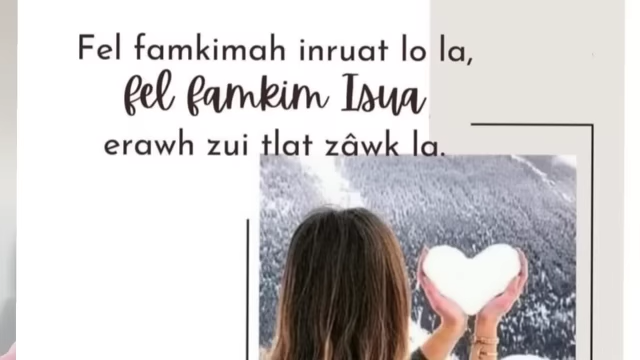 Fel famkimah inruat lo la,
fel famkim Isua
erawh zui tlat zâwk la.